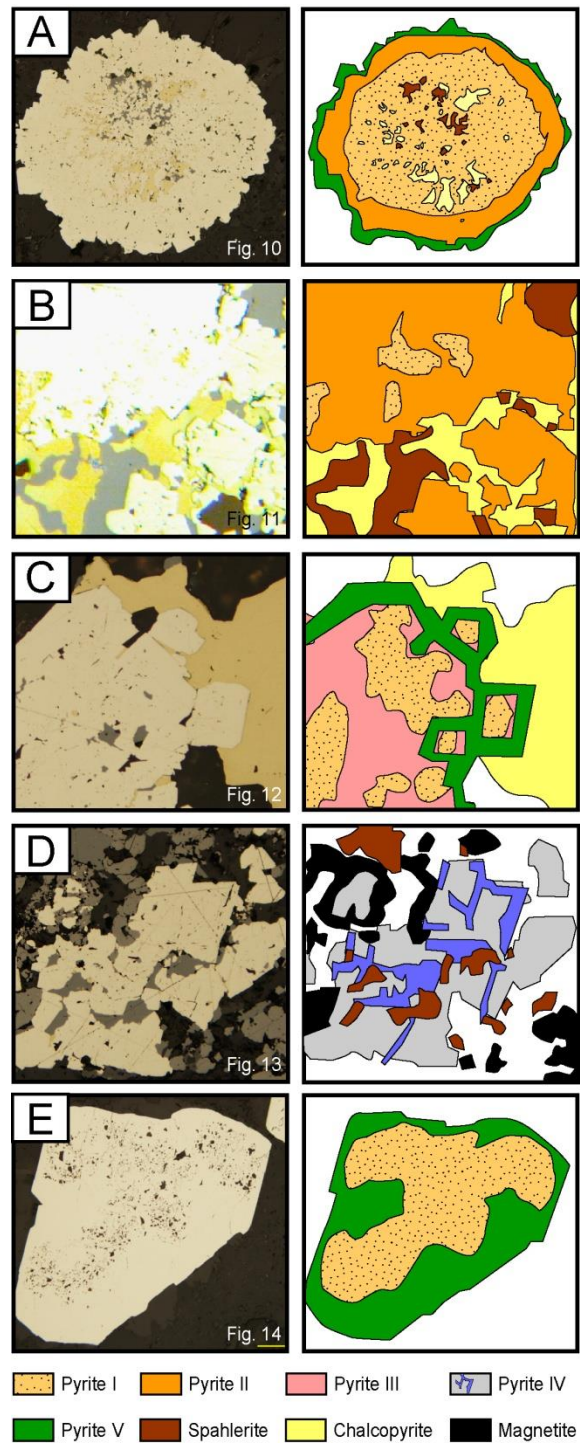 A
Fig. 10
B
Fig. 11
C
Fig. 12
D
Fig. 13
E
Fig. 14
Pyrite I
Pyrite II
Pyrite III
Pyrite IV
Pyrite V
Spahlerite
Chalcopyrite
Magnetite